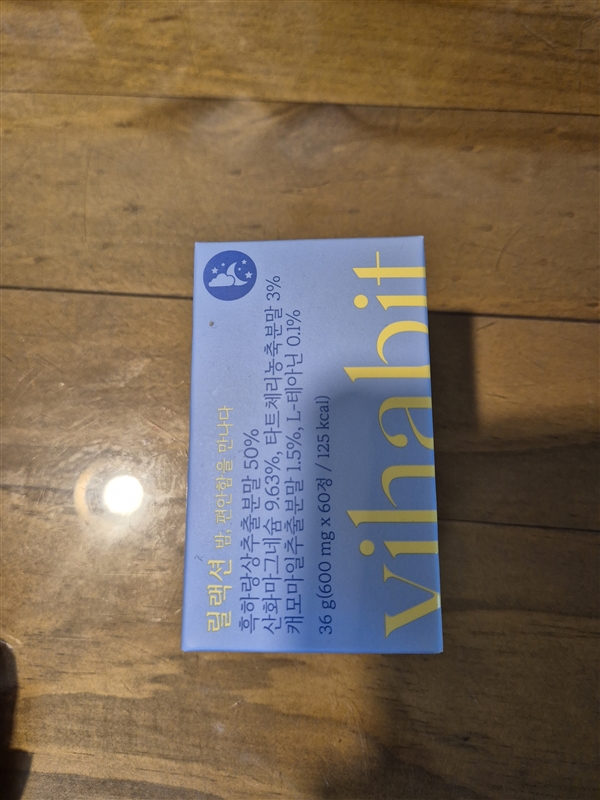 릴랙션 밤, 편안함을 만나다
흑하랑상추추출분말 50%
산화마그네슘 9.63%, 타트체리농축분말 3%
캐모마일추출분말 1.5%, L-테아닌 0.1%
36 g(600 mg x 60정 / 125 kcal)
vihabit